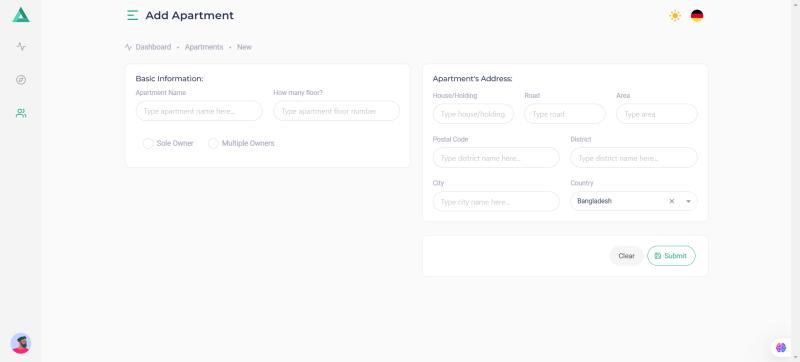 Add Apartment
Dashboard • Apartments • New
Basic Information:
Apartment Name
How many floor?
Type apartment name here...
Type apartment floor number
Sole Owner
Multiple Owners
Apartment's Address:
House/Holding
Road
Area
Type house/holding
Type road
Type area
Postal Code
District
Type district name here...
Type district name here...
City
Country
Type city name here...
Bangladesh
Clear
Submit